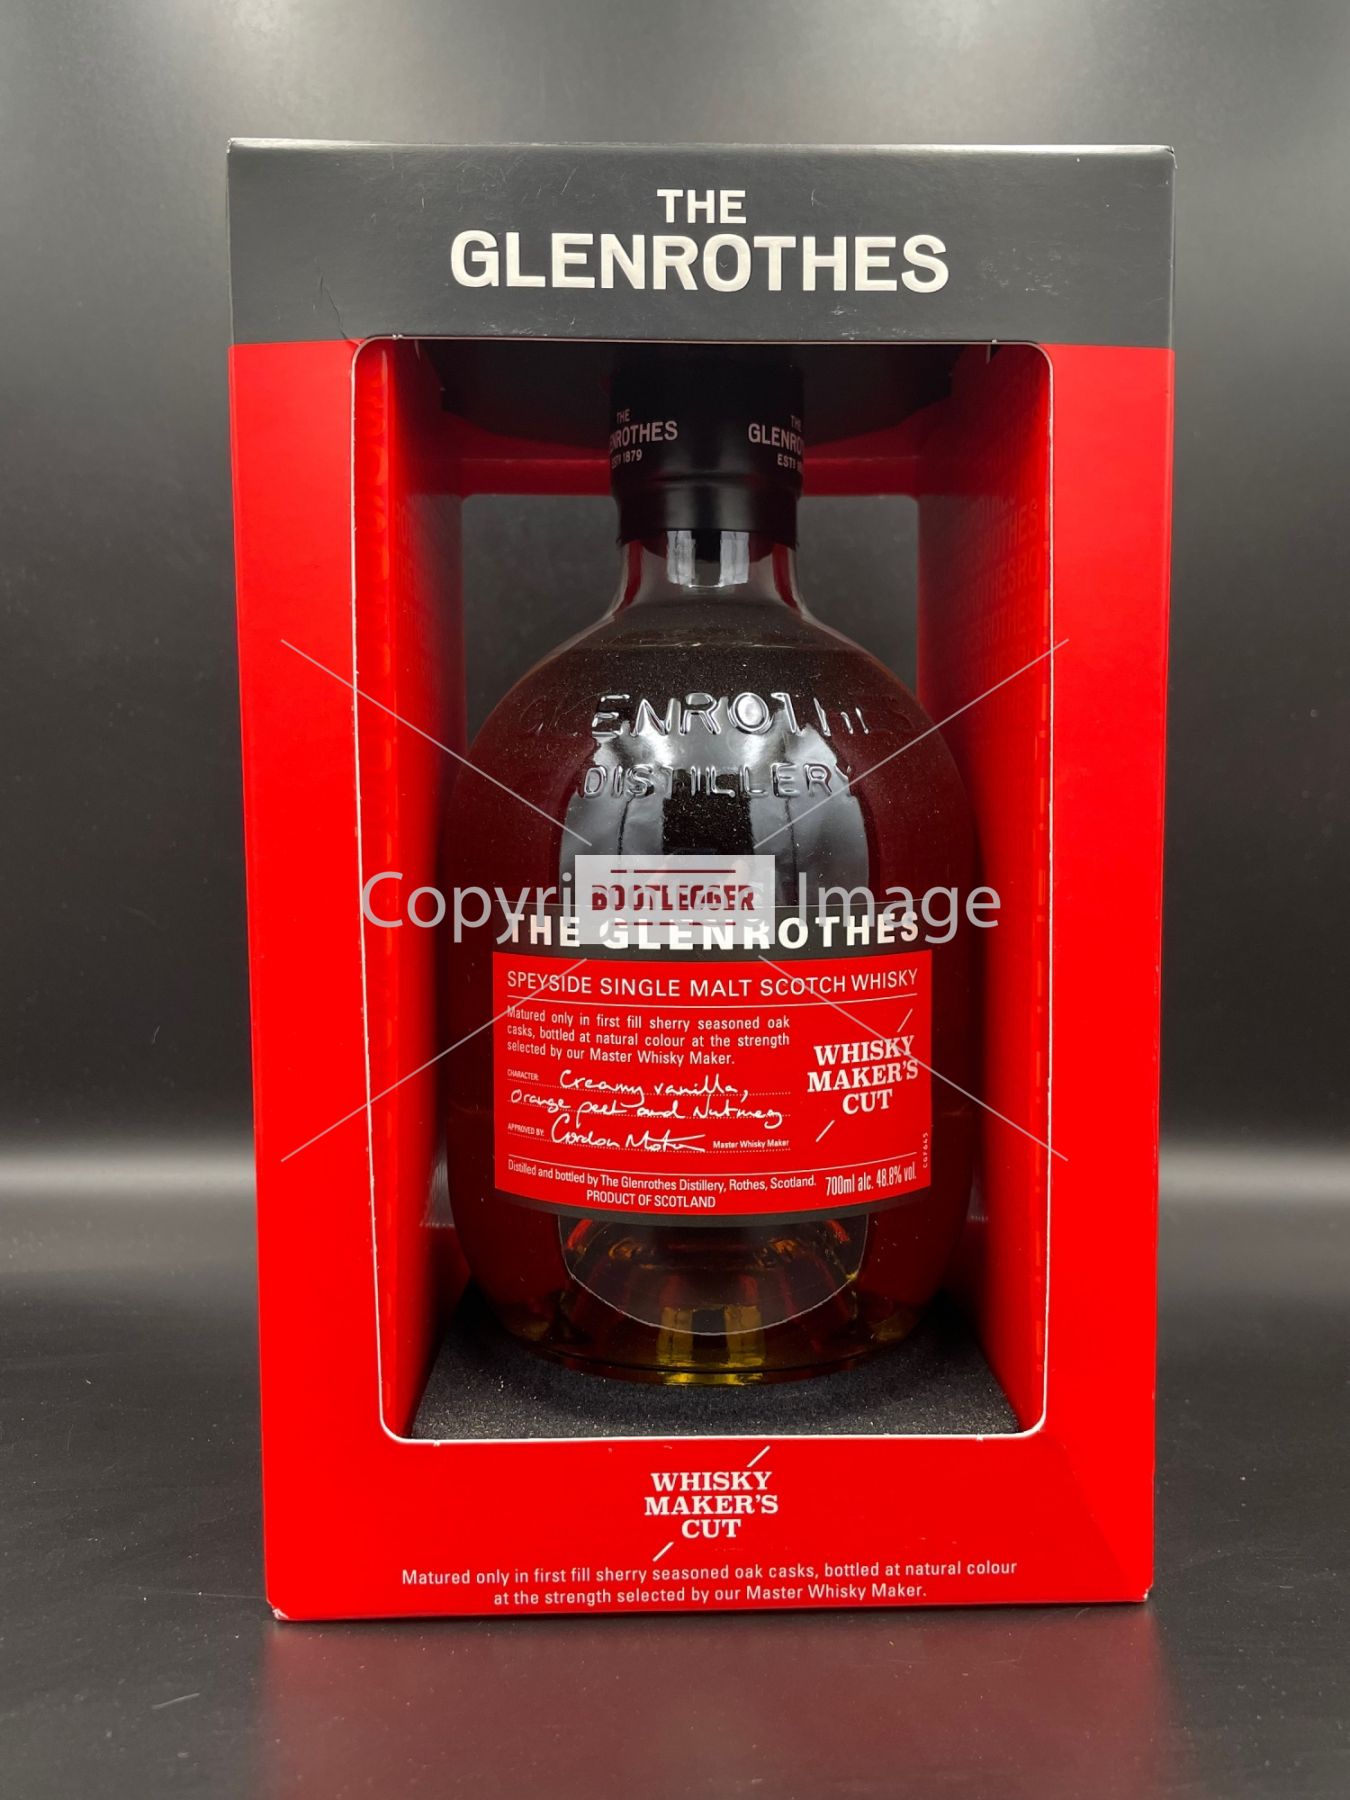 THE
GLENROTHES
THE
GLENROTHES
ESTD 1879
THE
GLENROTHES
ESTD
GLENROTHES
DISTILLERY
BOOTLEGGER
Image
THE GLENROTHES
SPEYSIDE SINGLE MALT SCOTCH WHISKY
Matured only in first fill sherry seasoned oak
casks, bottled at natural colour at the strength
selected by our Master Whisky Maker.
CHARACTER: Creamy vanilla,
orange peel and Nutmeg
APPROVED BY: Gordon Motion Master Whisky Maker
WHISKY
MAKER'S
CUT
Distilled and bottled by The Glenrothes Distillery, Rothes, Scotland.
PRODUCT OF SCOTLAND
700ml alc. 48.8% vol.
WHISKY
MAKER'S
CUT
Matured only in first fill sherry seasoned oak casks, bottled at natural colour
at the strength selected by our Master Whisky Maker.